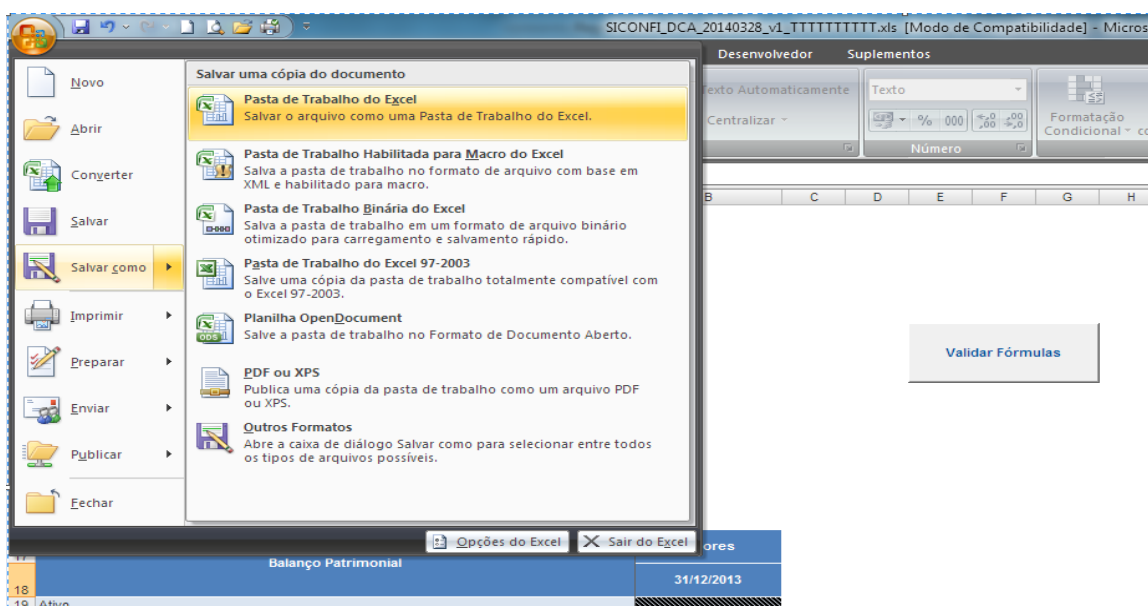 SICONFI_DCA_20140328_v1_TTTTTTTTTT.xls [Modo de Compatibilidade] - Micros
Desenvolvedor Suplementos
Novo
Abrir
Converter
Salvar
Salvar como
Imprimir
Preparar
Enviar
Publicar
Fechar
Salvar uma cópia do documento
Pasta de Trabalho do Excel
Salvar o arquivo como uma Pasta de Trabalho do Excel.
Pasta de Trabalho Habilitada para Macro do Excel
Salva a pasta de trabalho no formato de arquivo com base em
XML e habilitado para macro.
Pasta de Trabalho Binária do Excel
Salva a pasta de trabalho em um formato de arquivo binário
otimizado para carregamento e salvamento rápido.
Pasta de Trabalho do Excel 97-2003
Salve uma cópia da pasta de trabalho totalmente compatível com
o Excel 97-2003.
Planilha OpenDocument
Salve a pasta de trabalho no Formato de Documento Aberto.
PDF ou XPS
Publica uma cópia da pasta de trabalho como um arquivo PDF
ou XPS.
Outros Formatos
Abre a caixa de diálogo Salvar como para selecionar entre todos
os tipos de arquivos possíveis.
Opções do Excel Sair do Excel
Texto Automaticamente
Centralizar
Texto
% 000
Número
Formatação
Condicional co
B C D E F G H
Validar Fórmulas
17 Balanço Patrimonial ores
18 31/12/2013
19 Ativo